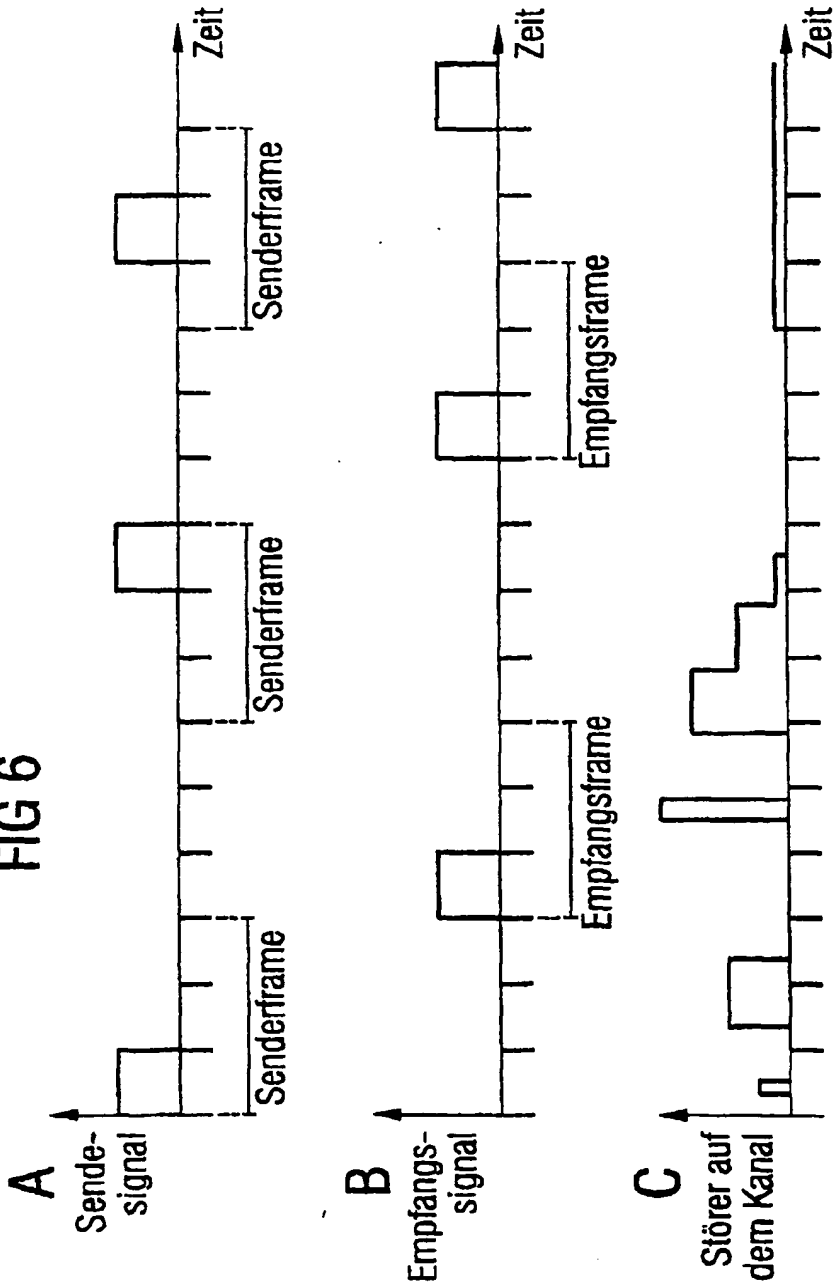 FIG 6
A
Sende-
signal
Senderframe
Senderframe
Senderframe
Zeit
B
Empfangs-
signal
Empfangsframe
Empfangsframe
Zeit
C
Störer auf
dem Kanal
Zeit